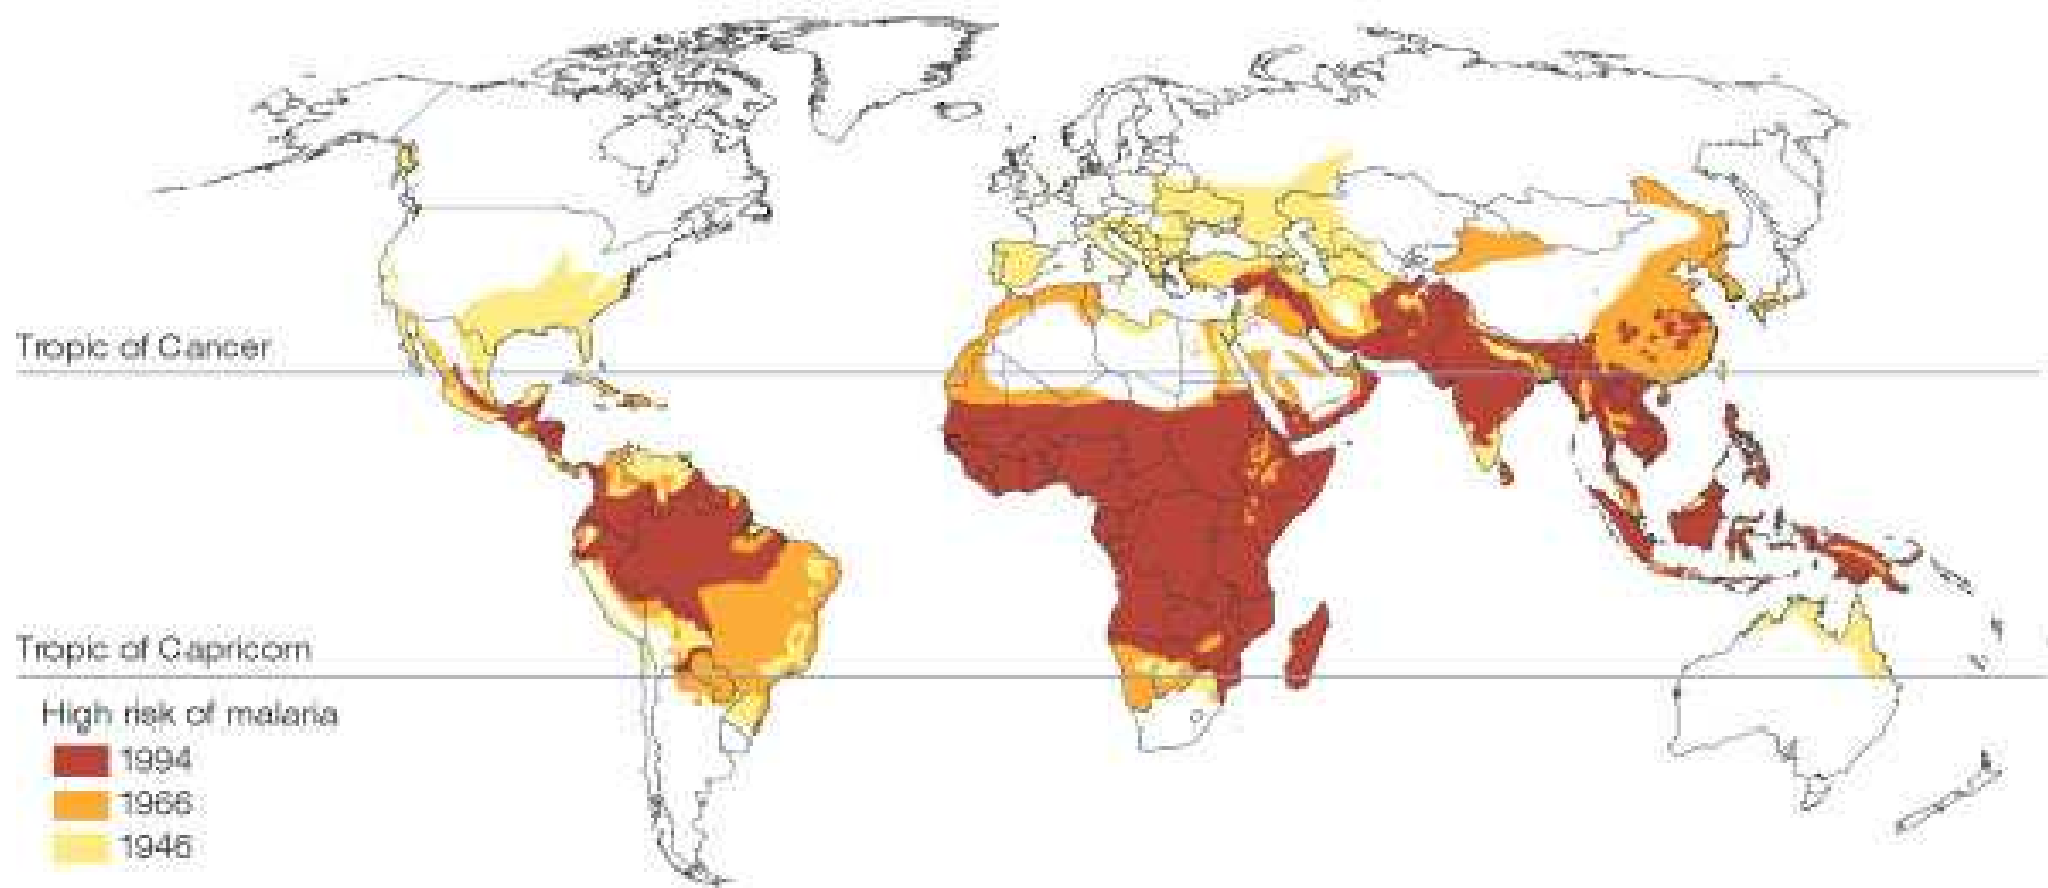 Tropic of Cancer
Tropic of Capricorn
High risk of malaria
1994
1966
1946